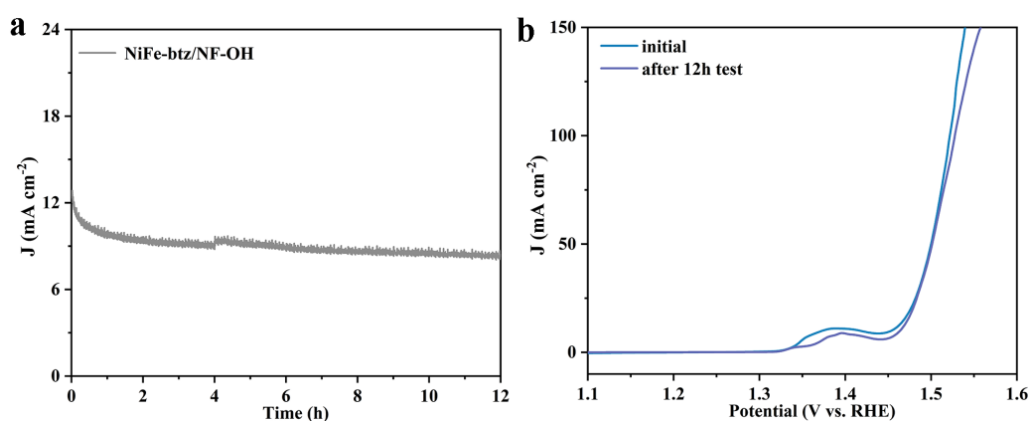 a
NiFe-btz/NF-OH
24
18
12
6
0
J (mA cm-2)
0
2
4
6
8
10
12
Time (h)
b
initial
after 12h test
150
100
50
0
J (mA cm-2)
1.1
1.2
1.3
1.4
1.5
1.6
Potential (V vs. RHE)